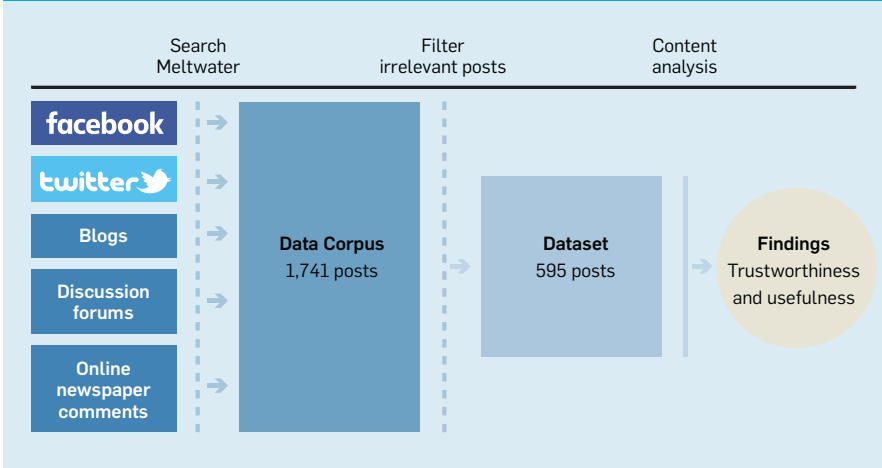 Search
Meltwater
Filter
irrelevant posts
Content
analysis
facebook
twitter
Blogs
Discussion
forums
Online
newspaper
comments
Data Corpus
1,741 posts
Dataset
595 posts
Findings
Trustworthiness
and usefulness